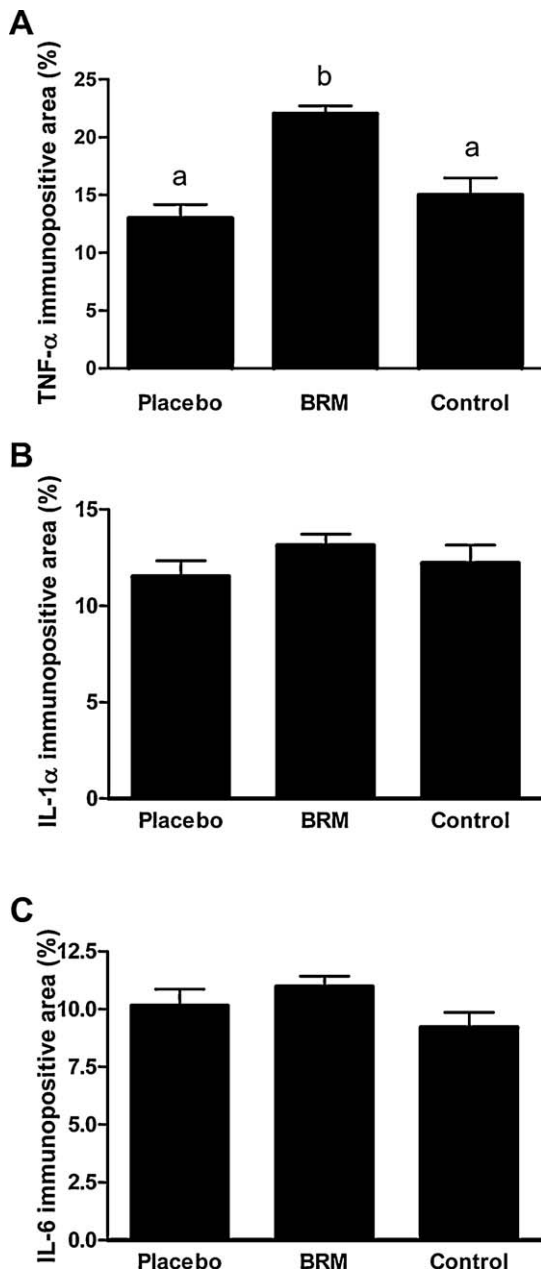 A
TNF-α immunopositive area (%)
25
20
15
10
5
0
a
b
a
Placebo BRM Control
B
IL-1α immunopositive area (%)
15
10
5
0
Placebo BRM Control
C
IL-6 immunopositive area (%)
12.5
10.0
7.5
5.0
2.5
0.0
Placebo BRM Control